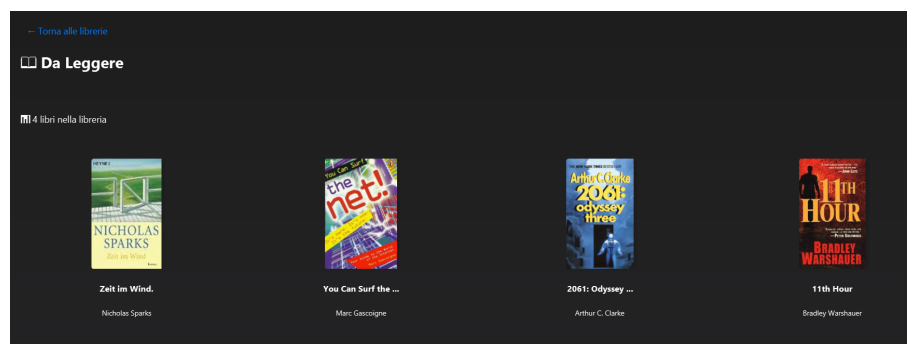 ← Torna alle librerie
Da Leggere
4 libri nella libreria
HEYNE
NICHOLAS
SPARKS
Zeit im Wind
You Can Surf
the
net!
Arthur C. Clarke
2061:
odyssey
three
11TH
HOUR
BRADLEY
WARSHAUER
Zeit im Wind.
You Can Surf the ...
2061: Odyssey ...
11th Hour
Nicholas Sparks
Marc Gascoigne
Arthur C. Clarke
Bradley Warshauer